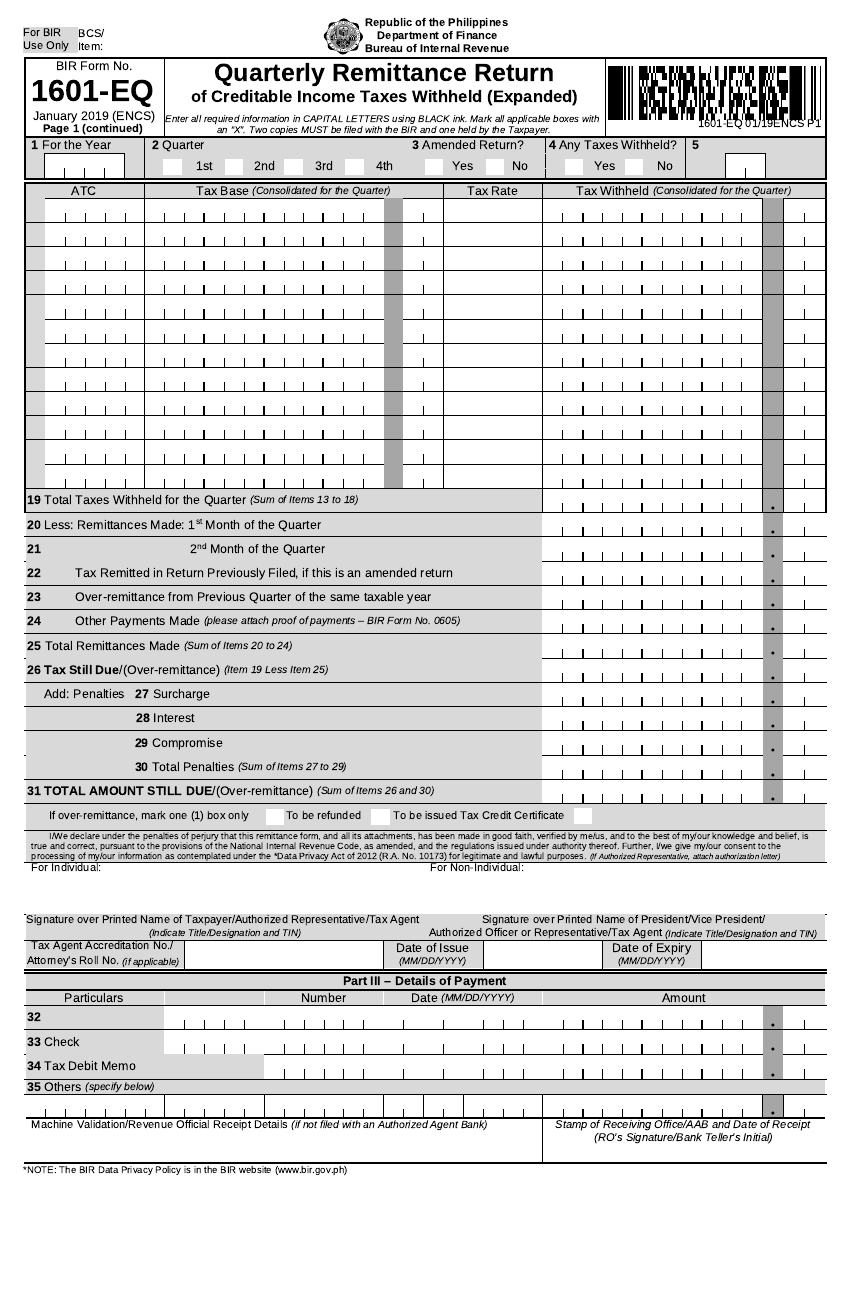 For BIR BCS/
Use Only Item:
Republic of the Philippines
Department of Finance
Bureau of Internal Revenue
BIR Form No.
1601-EQ
January 2019 (ENCS)
Page 1 (continued)
Quarterly Remittance Return
of Creditable Income Taxes Withheld (Expanded)
Enter all required information in CAPITAL LETTERS using BLACK ink. Mark all applicable boxes with
an "X". Two copies MUST be filed with the BIR and one held by the Taxpayer.
1601-EQ 01/19ENCS P1
1 For the Year 2 Quarter 3 Amended Return? 4 Any Taxes Withheld? 5
1st 2nd 3rd 4th Yes No Yes No
ATC Tax Base (Consolidated for the Quarter) Tax Rate Tax Withheld (Consolidated for the Quarter)
19 Total Taxes Withheld for the Quarter (Sum of Items 13 to 18)
20 Less: Remittances Made: 1st Month of the Quarter
21 2nd Month of the Quarter
22 Tax Remitted in Return Previously Filed, if this is an amended return
23 Over-remittance from Previous Quarter of the same taxable year
24 Other Payments Made (please attach proof of payments – BIR Form No. 0605)
25 Total Remittances Made (Sum of Items 20 to 24)
26 Tax Still Due/(Over-remittance) (Item 19 Less Item 25)
Add: Penalties 27 Surcharge
28 Interest
29 Compromise
30 Total Penalties (Sum of Items 27 to 29)
31 TOTAL AMOUNT STILL DUE/(Over-remittance) (Sum of Items 26 and 30)
If over-remittance, mark one (1) box only To be refunded To be issued Tax Credit Certificate
I/We declare under the penalties of perjury that this remittance form, and all its attachments, has been made in good faith, verified by me/us, and to the best of my/our knowledge and belief, is
true and correct, pursuant to the provisions of the National Internal Revenue Code, as amended, and the regulations issued under authority thereof. Further, I/we give my/our consent to the
processing of my/our information as contemplated under the *Data Privacy Act of 2012 (R.A. No. 10173) for legitimate and lawful purposes. (If Authorized Representative, attach authorization letter)
For Individual: For Non-Individual:
Signature over Printed Name of Taxpayer/Authorized Representative/Tax Agent Signature over Printed Name of President/Vice President/
(Indicate Title/Designation and TIN) Authorized Officer or Representative/Tax Agent (Indicate Title/Designation and TIN)
Tax Agent Accreditation No./ Date of Issue Date of Expiry
Attorney's Roll No. (if applicable) (MM/DD/YYYY) (MM/DD/YYYY)
Part III – Details of Payment
Particulars Number Date (MM/DD/YYYY) Amount
32
33 Check
34 Tax Debit Memo
35 Others (specify below)
Machine Validation/Revenue Official Receipt Details (if not filed with an Authorized Agent Bank) Stamp of Receiving Office/AAB and Date of Receipt
(RO's Signature/Bank Teller's Initial)
*NOTE: The BIR Data Privacy Policy is in the BIR website (www.bir.gov.ph)